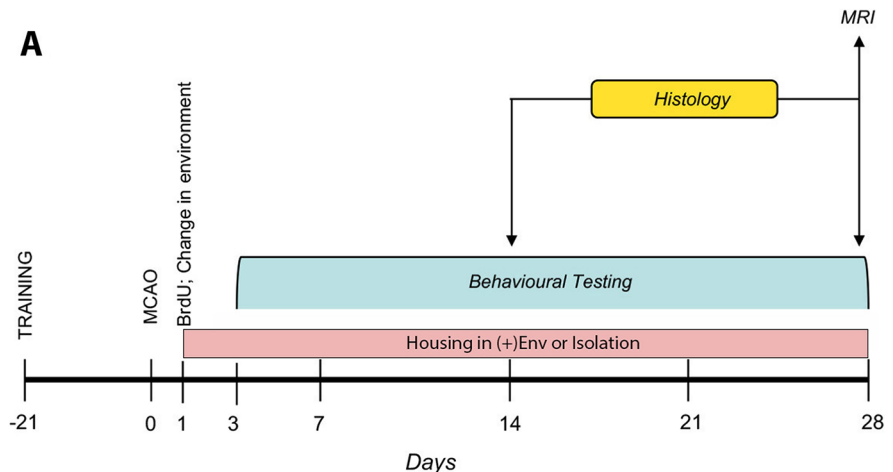 A
MRI
Histology
TRAINING
MCAO
BrdU; Change in environment
Behavioural Testing
Housing in (+)Env or Isolation
-21 0 1 3 7 14 21 28
Days